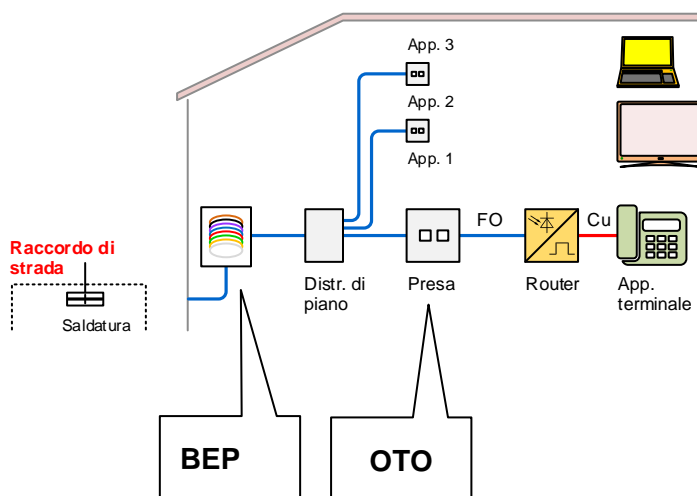 App. 3
App. 2
App. 1
FO
Cu
Raccordo di
strada
Saldatura
Distr. di
piano
Presa
Router
App.
terminale
BEP
OTO